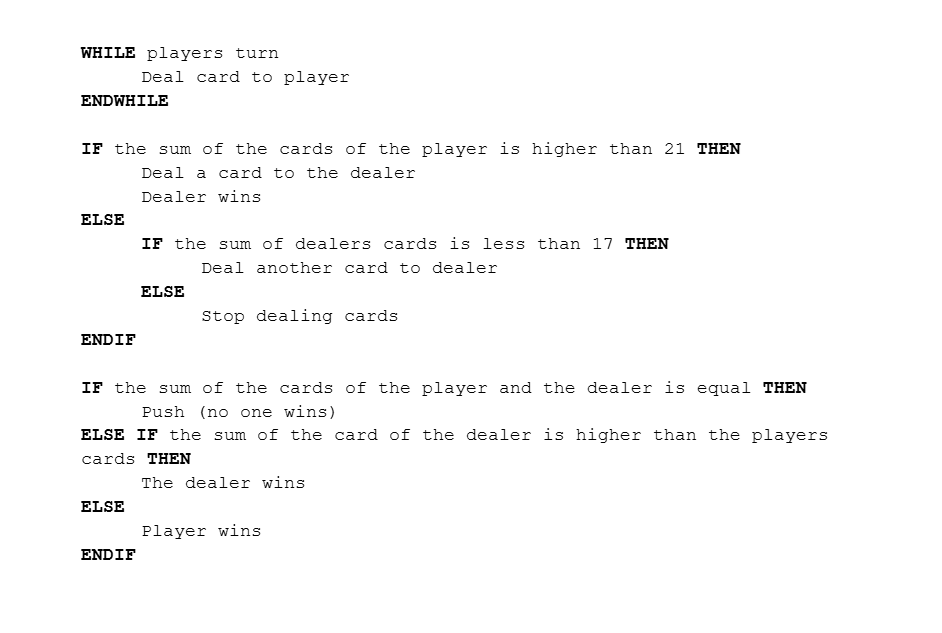 WHILE players turn
Deal card to player
ENDWHILE
IF the sum of the cards of the player is higher than 21 THEN
Deal a card to the dealer
Dealer wins
ELSE
IF the sum of dealers cards is less than 17 THEN
Deal another card to dealer
ELSE
Stop dealing cards
ENDIF
IF the sum of the cards of the player and the dealer is equal THEN
Push (no one wins)
ELSE IF the sum of the card of the dealer is higher than the players
cards THEN
The dealer wins
ELSE
Player wins
ENDIF